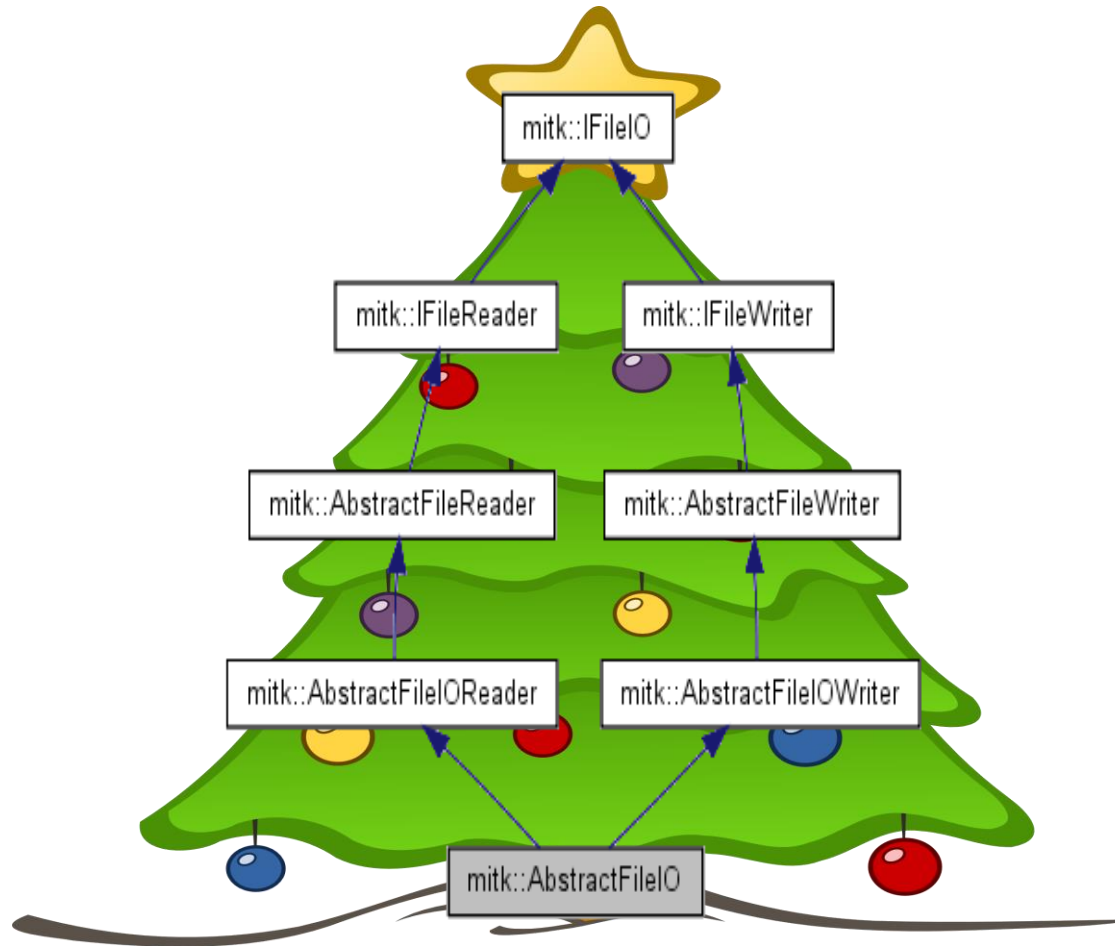 mitk::IFileIO
mitk::IFileReader
mitk::IFileWriter
mitk::AbstractFileReader
mitk::AbstractFileWriter
mitk::AbstractFileIOReader
mitk::AbstractFileIOWriter
mitk::AbstractFileIO